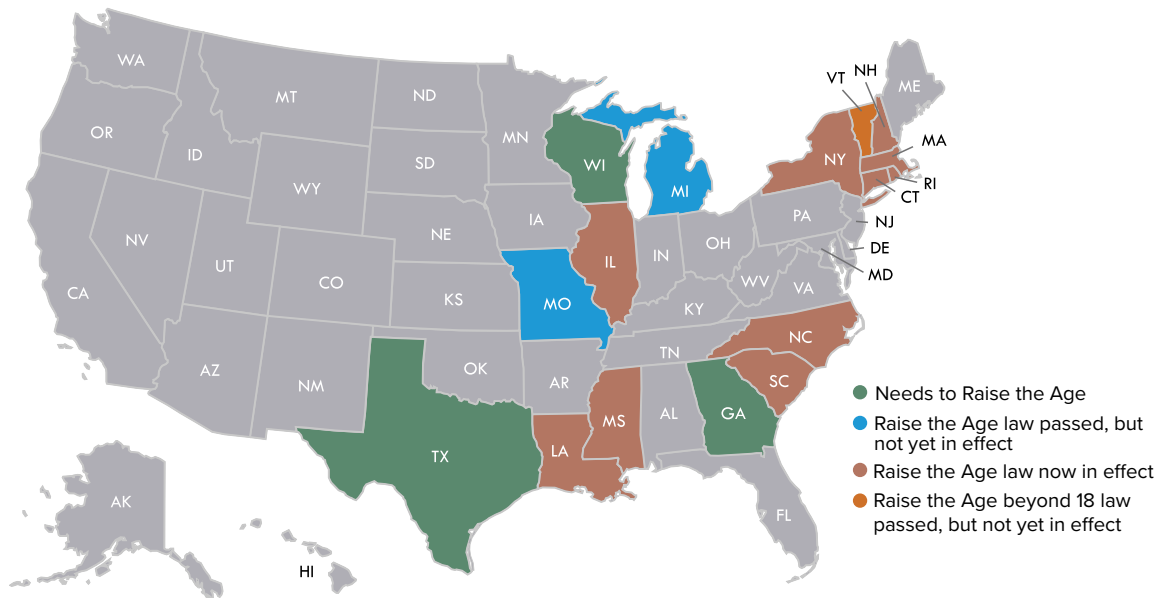 WA
OR
CA
NV
ID
MT
WY
UT
AZ
CO
NM
ND
SD
NE
KS
OK
TX
MN
IA
MO
AR
LA
WI
IL
MI
IN
OH
KY
TN
MS
AL
GA
FL
SC
NC
VA
WV
PA
NY
VT
NH
ME
MA
RI
CT
NJ
DE
MD
AK
HI
Needs to Raise the Age
Raise the Age law passed, but
not yet in effect
Raise the Age law now in effect
Raise the Age beyond 18 law
passed, but not yet in effect